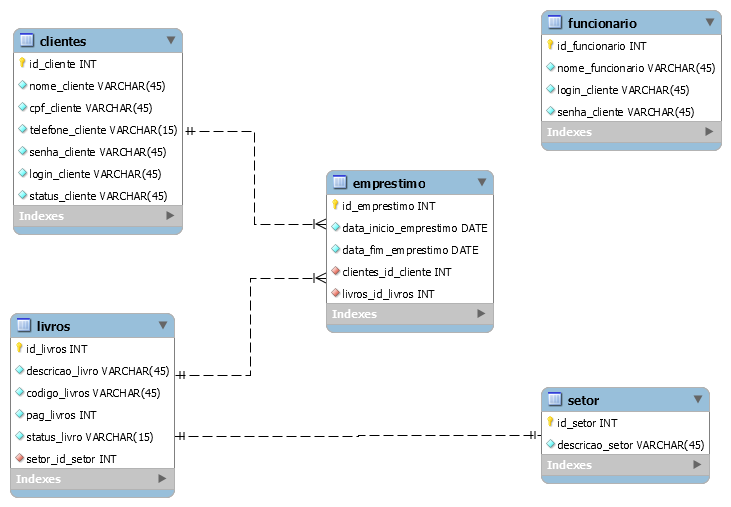 clientes
id_cliente INT
nome_cliente VARCHAR(45)
cpf_cliente VARCHAR(45)
telefone_cliente VARCHAR(15)
senha_cliente VARCHAR(45)
login_cliente VARCHAR(45)
status_cliente VARCHAR(45)
Indexes
funcionario
id_funcionario INT
nome_funcionario VARCHAR(45)
login_cliente VARCHAR(45)
senha_cliente VARCHAR(45)
Indexes
emprestimo
id_emprestimo INT
data_inicio_emprestimo DATE
data_fim_emprestimo DATE
clientes_id_cliente INT
livros_id_livros INT
Indexes
livros
id_livros INT
descricao_livro VARCHAR(45)
codigo_livros VARCHAR(45)
pag_livros INT
status_livro VARCHAR(15)
setor_id_setor INT
Indexes
setor
id_setor INT
descricao_setor VARCHAR(45)
Indexes